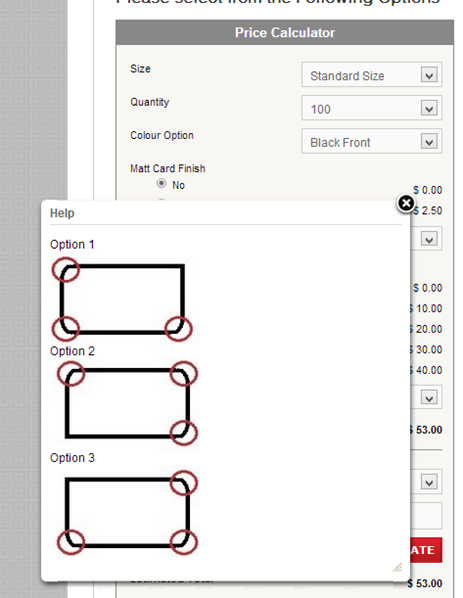 Please select from the Following Options
Price Calculator
Size
Standard Size
Quantity
100
Colour Option
Black Front
Matt Card Finish
No
$ 0.00
$ 2.50
Help
Option 1
$ 0.00
$ 10.00
$ 20.00
Option 2
$ 30.00
$ 40.00
$ 53.00
Option 3
ATE
Estimated Total
$ 53.00